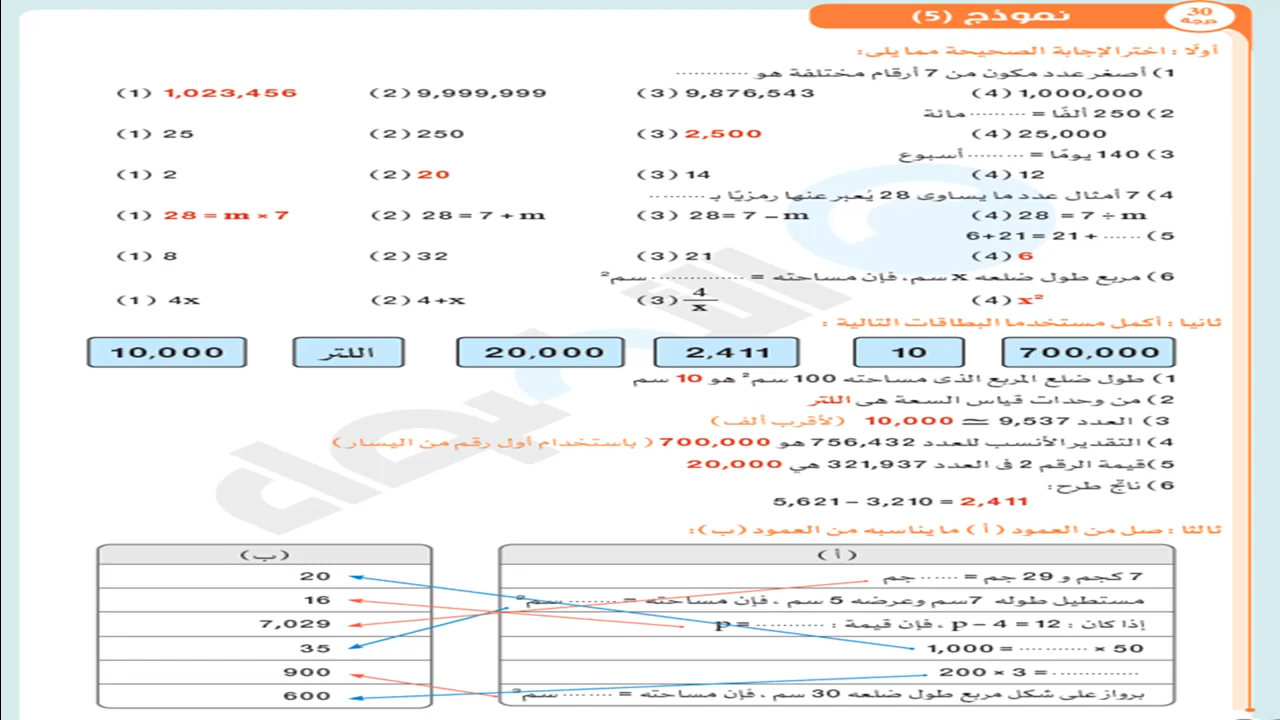 30 درجة
نموذج (5)
أولًا : اختر الإجابة الصحيحة مما يلى:
1) أصغر عدد مكون من 7 أرقام مختلفة هو ..........
(1) 1,023,456 (2) 9,999,999 (3) 9,876,543 (4) 1,000,000
2) 250 ألفًا = ........ مائة
(1) 25 (2) 250 (3) 2,500 (4) 25,000
3) 140 يومًا = ........ أسبوع
(1) 2 (2) 20 (3) 14 (4) 12
4) 7 أمثال عدد ما يساوى 28 يُعبر عنها رمزيًا بـ ........
(1) 28 = m × 7 (2) 28 = 7 + m (3) 28= 7 – m (4) 28 = 7 ÷ m
5) 6+21 = 21 + ......
(1) 8 (2) 32 (3) 21 (4) 6
6) مربع طول ضلعه x سم، فإن مساحته = .............. سم²
(1) 4x (2) 4+x (3) 4/x (4) x²
ثانيا : أكمل مستخدما البطاقات التالية :
700,000 10 2,411 20,000 اللتر 10,000
1) طول ضلع المربع الذى مساحته 100 سم² هو 10 سم
2) من وحدات قياس السعة هى اللتر
3) العدد 9,537 ≃ 10,000 (لأقرب ألف)
4) التقدير الأنسب للعدد 756,432 هو 700,000 ( باستخدام أول رقم من اليسار)
5) قيمة الرقم 2 فى العدد 321,937 هي 20,000
6) ناتج طرح :
5,621 – 3,210 = 2,411
ثالثا : صل من العمود (أ) ما يناسبه من العمود (ب):
(أ) (ب)
7 كجم و 29 جم = ...... جم 20
مستطيل طوله 7سم وعرضه 5 سم ، فإن مساحته = ........ سم² 16
إذا كان : p – 4 = 12 ، فإن قيمة : p= .......... 7,029
1,000 = .......... × 50 35
200 × 3 = ............. 900
برواز على شكل مربع طول ضلعه 30 سم ، فإن مساحته = ........ سم² 600